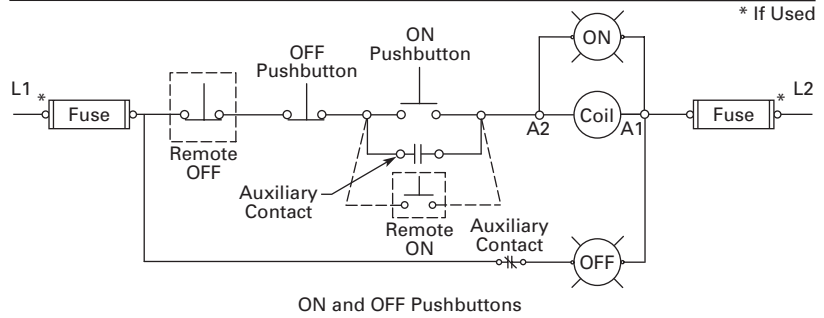 * If Used
ON
ON
Pushbutton
OFF
Pushbutton
L1
*
Fuse
Remote
OFF
A2
Coil
A1
Fuse
*
L2
Auxiliary
Contact
Remote
ON
Auxiliary
Contact
OFF
ON and OFF Pushbuttons